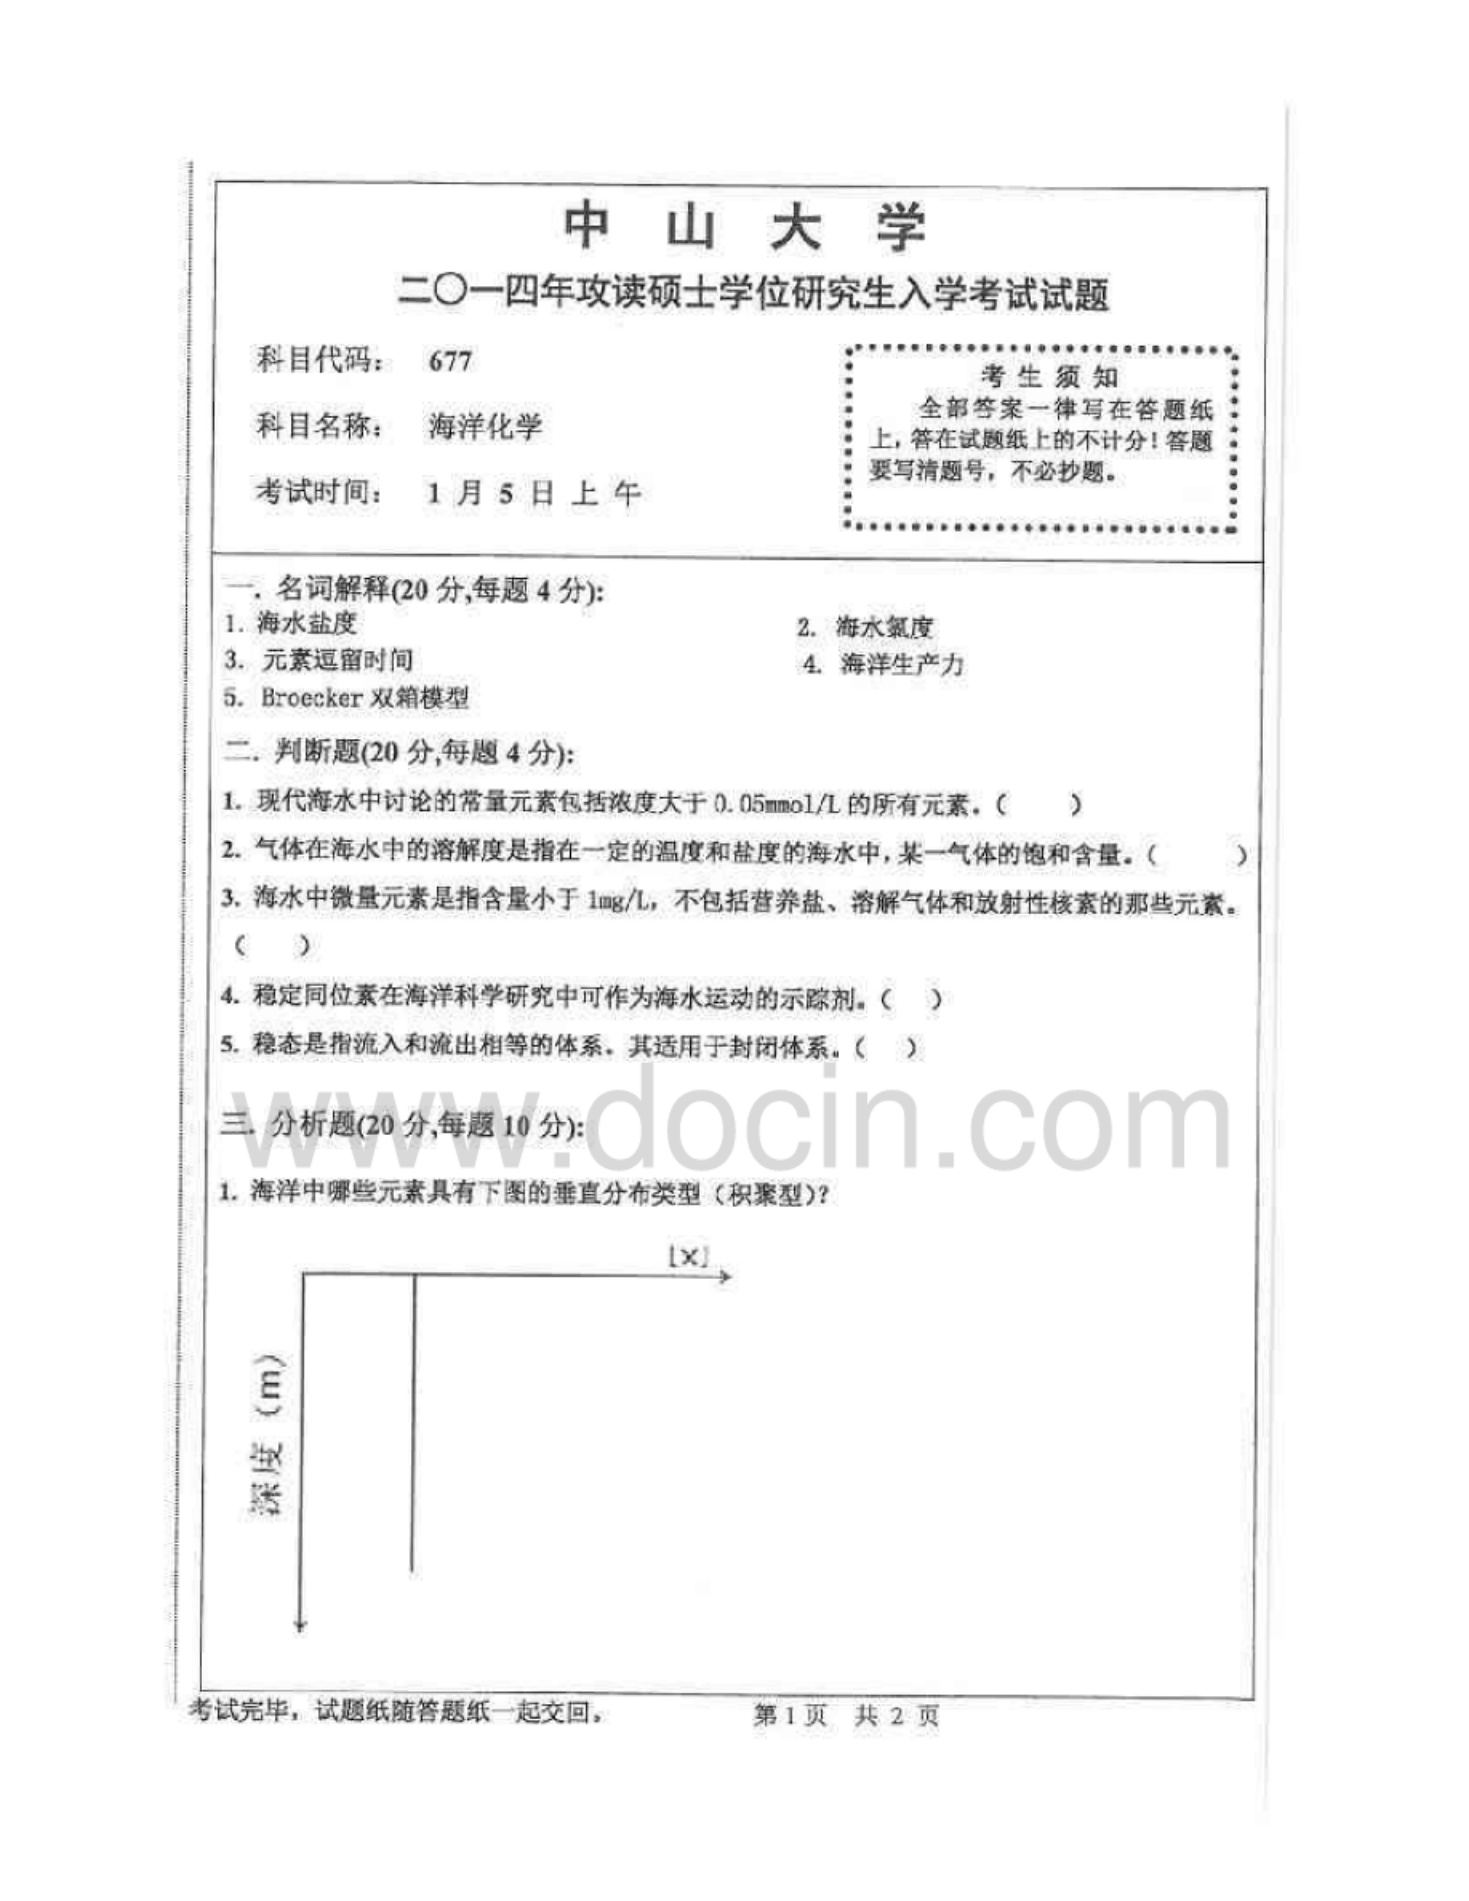 中 山 大 学
二〇一四年攻读硕士学位研究生入学考试试题
科目代码： 677
科目名称： 海洋化学
考试时间： 1 月 5 日 上 午
考 生 须 知
全部答案一律写在答题纸
上，答在试题纸上的不计分！答题
要写清题号，不必抄题。
一. 名词解释(20 分,每题 4 分):
1. 海水盐度 2. 海水氯度
3. 元素逗留时间 4. 海洋生产力
5. Broecker 双箱模型
二. 判断题(20 分,每题 4 分):
1. 现代海水中讨论的常量元素包括浓度大于 0.05mmol/L 的所有元素。（ ）
2. 气体在海水中的溶解度是指在一定的温度和盐度的海水中，某一气体的饱和含量。（ ）
3. 海水中微量元素是指含量小于 1mg/L，不包括营养盐、溶解气体和放射性核素的那些元素。
（ ）
4. 稳定同位素在海洋科学研究中可作为海水运动的示踪剂。（ ）
5. 稳态是指流入和流出相等的体系。其适用于封闭体系。（ ）
www.docin.com
三. 分析题(20 分,每题 10 分):
1. 海洋中哪些元素具有下图的垂直分布类型（积聚型）？
[x]
深度（m）
考试完毕，试题纸随答题纸一起交回。 第 1 页 共 2 页